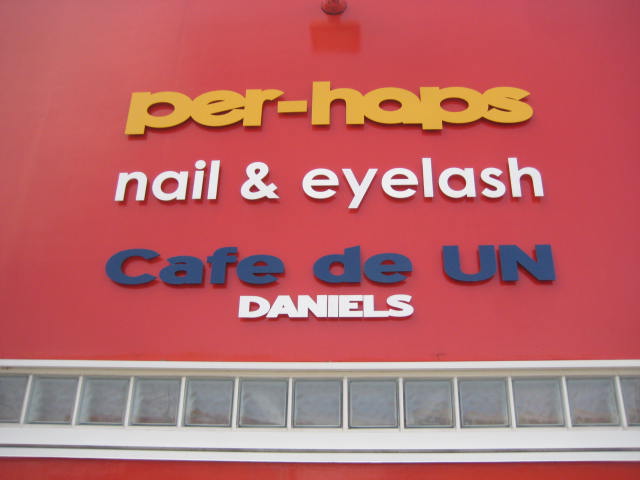 per-haps
nail & eyelash
Cafe de UN
DANIELS